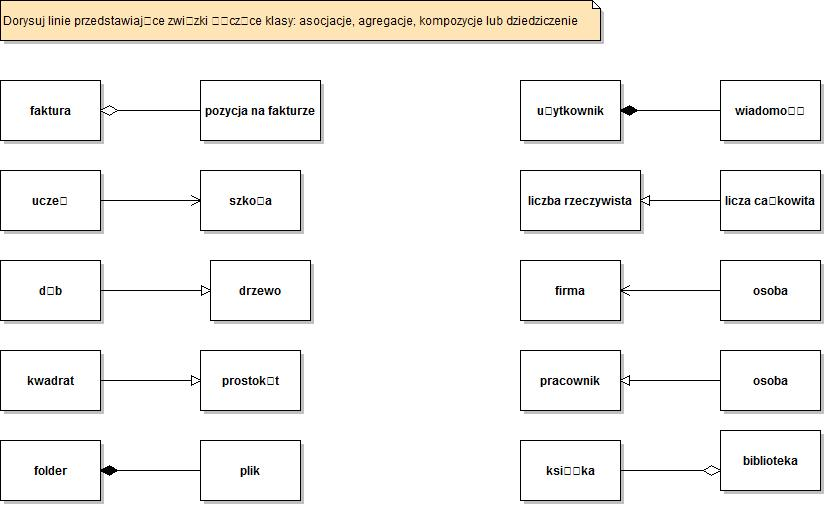 Dorysuj linie przedstawiaj□ce zwi□zki □□cz□ce klasy: asocjacje, agregacje, kompozycje lub dziedziczenie
faktura
pozycja na fakturze
u□ytkownik
wiadomo□□
ucze□
szko□a
liczba rzeczywista
licza ca□kowita
d□b
drzewo
firma
osoba
kwadrat
prostok□t
pracownik
osoba
folder
plik
ksi□□ka
biblioteka